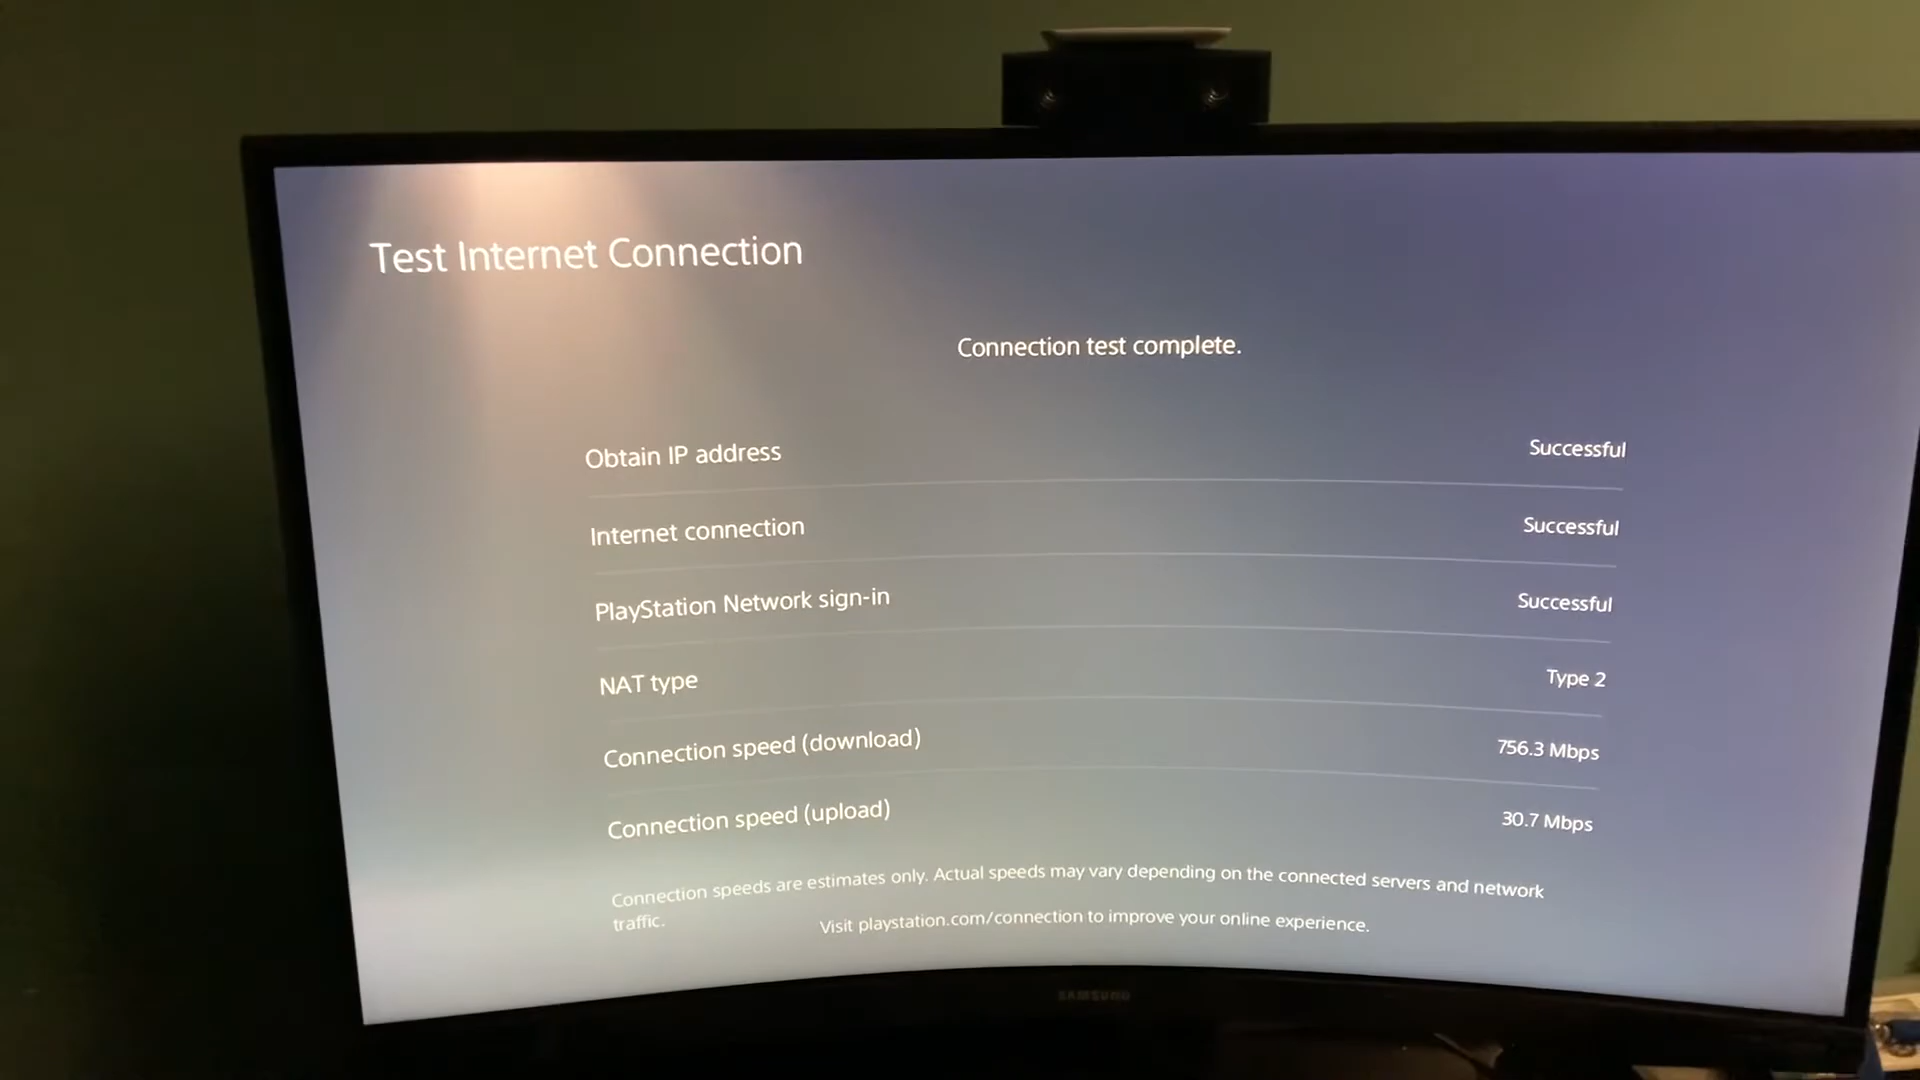 Test Internet Connection
Connection test complete.
Obtain IP address Successful
Internet connection Successful
PlayStation Network sign-in Successful
NAT type Type 2
Connection speed (download) 756.3 Mbps
Connection speed (upload) 30.7 Mbps
Connection speeds are estimates only. Actual speeds may vary depending on the connected servers and network
traffic.
Visit playstation.com/connection to improve your online experience.
SAMSUNG